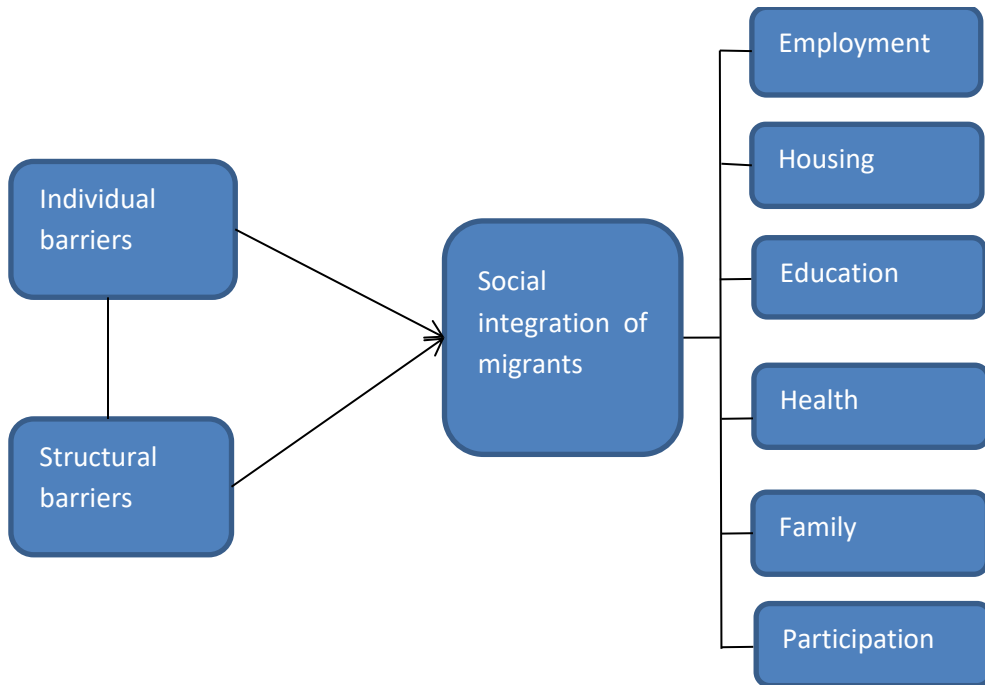 Individual
barriers
Structural
barriers
Social
integration of
migrants
Employment
Housing
Education
Health
Family
Participation